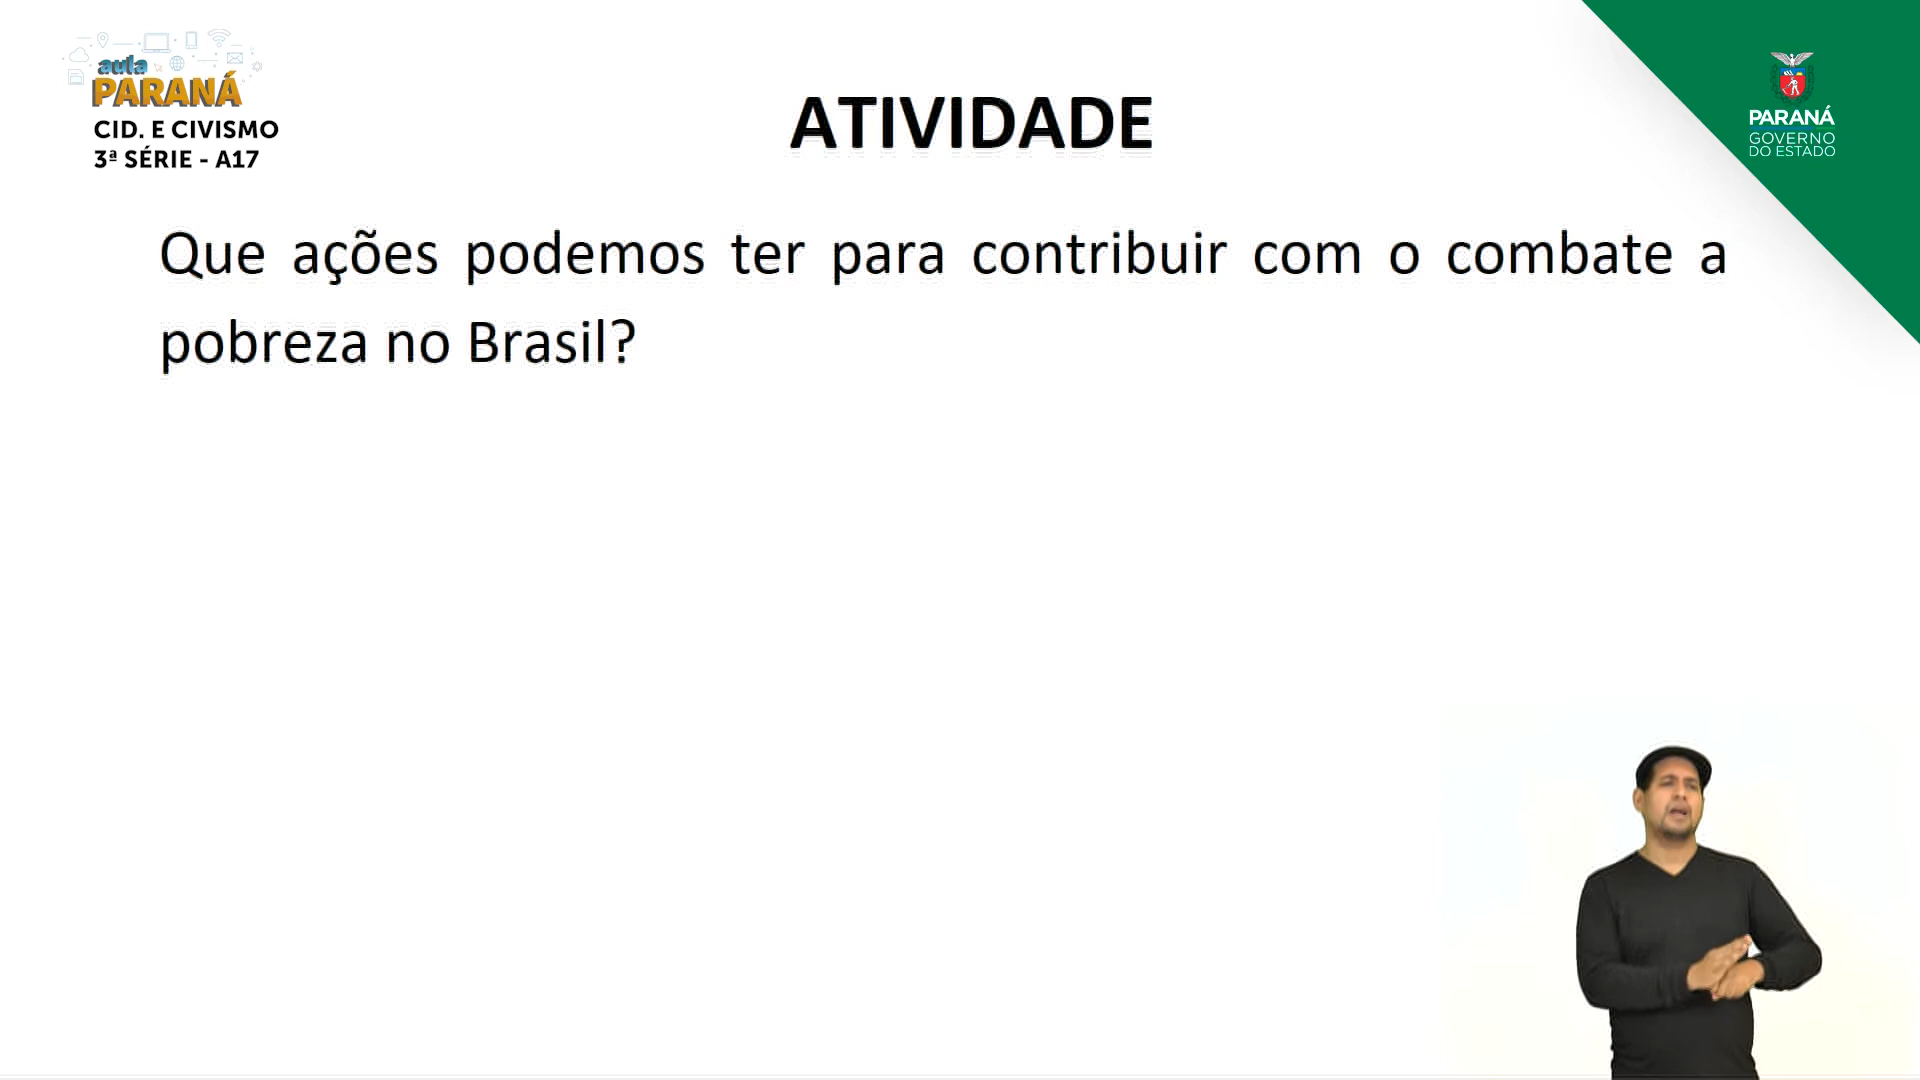 aula
PARANÁ
CID. E CIVISMO
3ª SÉRIE - A17
ATIVIDADE
PARANÁ
GOVERNO
DO ESTADO
Que ações podemos ter para contribuir com o combate a
pobreza no Brasil?